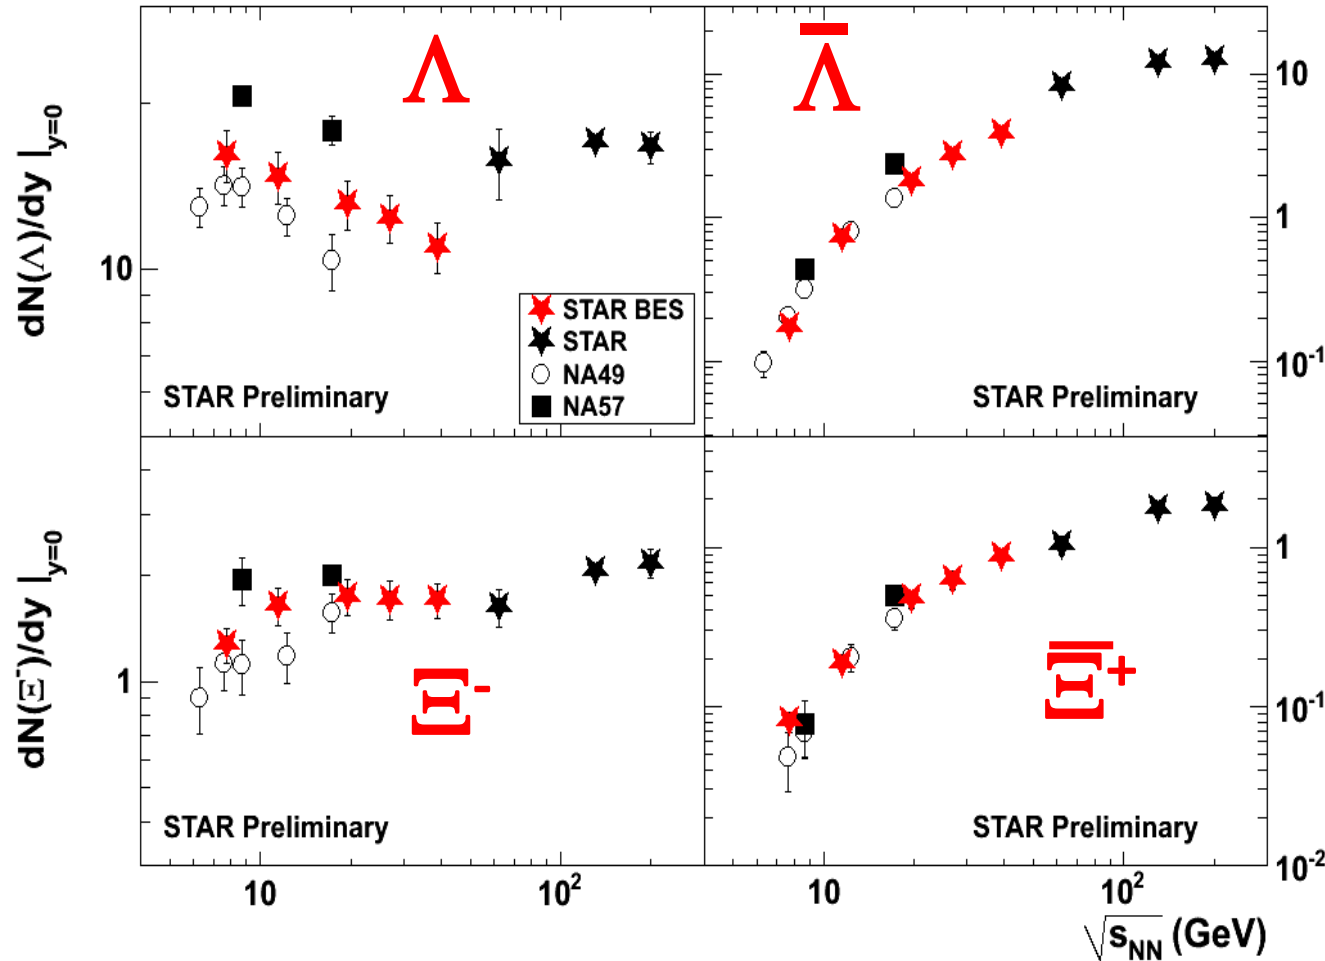 Λ
Λ̅
dN(Λ)/dy |y=0
10
10
1
10⁻¹
STAR BES
STAR
NA49
NA57
STAR Preliminary
STAR Preliminary
dN(Ξ⁻)/dy |y=0
1
1
10⁻¹
10⁻²
Ξ⁻
Ξ̅⁺
STAR Preliminary
STAR Preliminary
10
10²
10
10²
√sNN (GeV)